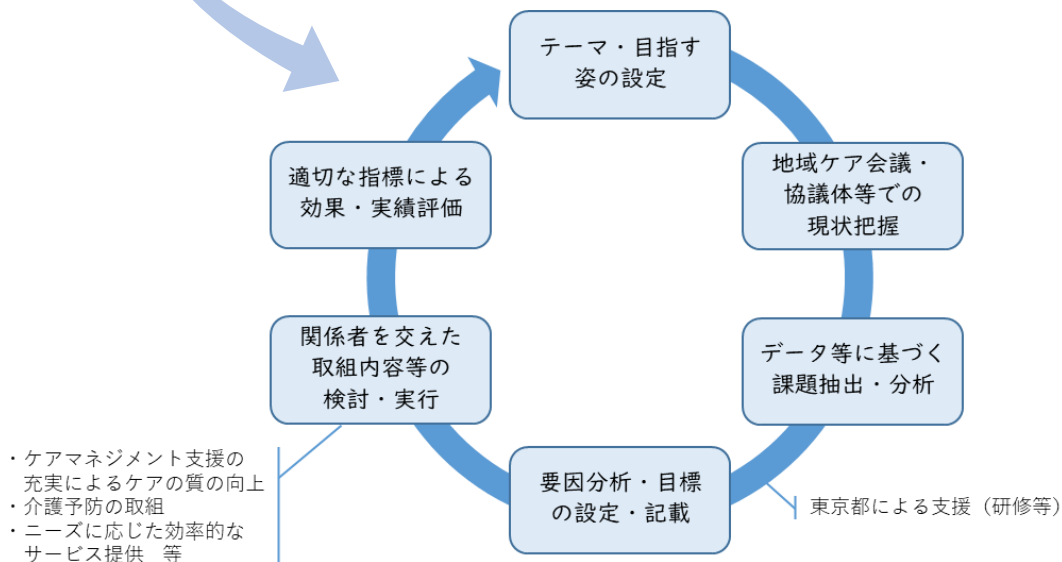 テーマ・目指す
姿の設定
地域ケア会議・
協議体等での
現状把握
データ等に基づく
課題抽出・分析
要因分析・目標
の設定・記載
関係者を交えた
取組内容等の
検討・実行
適切な指標による
効果・実績評価
・ケアマネジメント支援の
充実によるケアの質の向上
・介護予防の取組
・ニーズに応じた効率的な
サービス提供　等
東京都による支援（研修等）